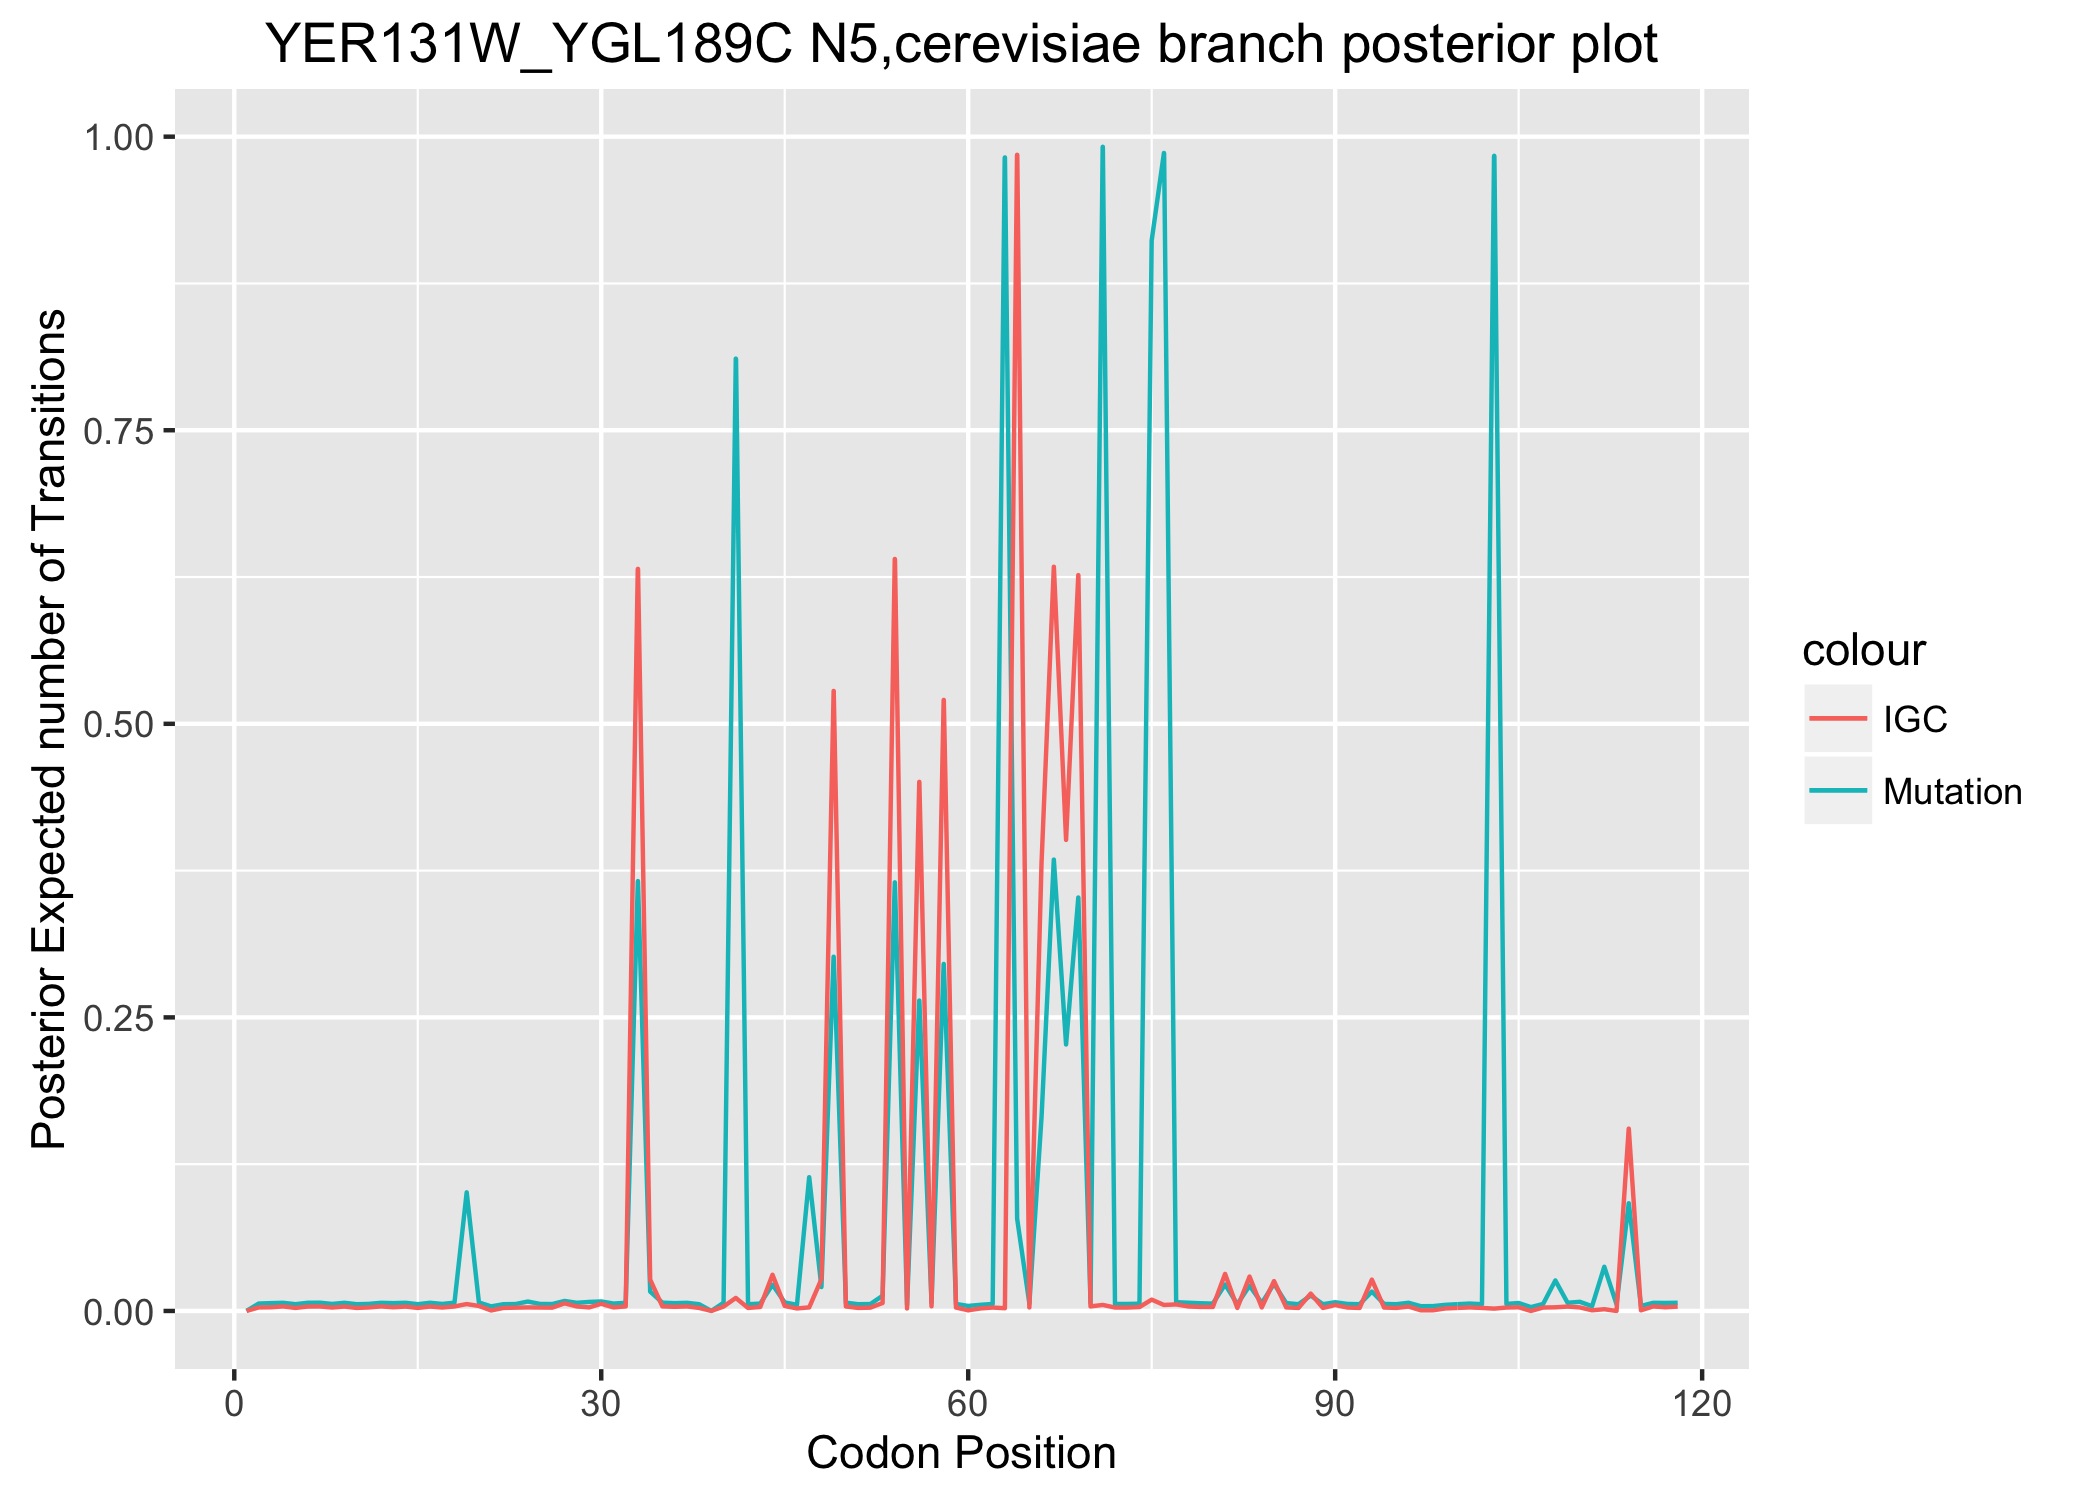 YER131W_YGL189C N5,cerevisiae branch posterior plot
Posterior Expected number of Transitions
1.00
0.75
0.50
0.25
0.00
0
30
60
90
120
Codon Position
colour
IGC
Mutation